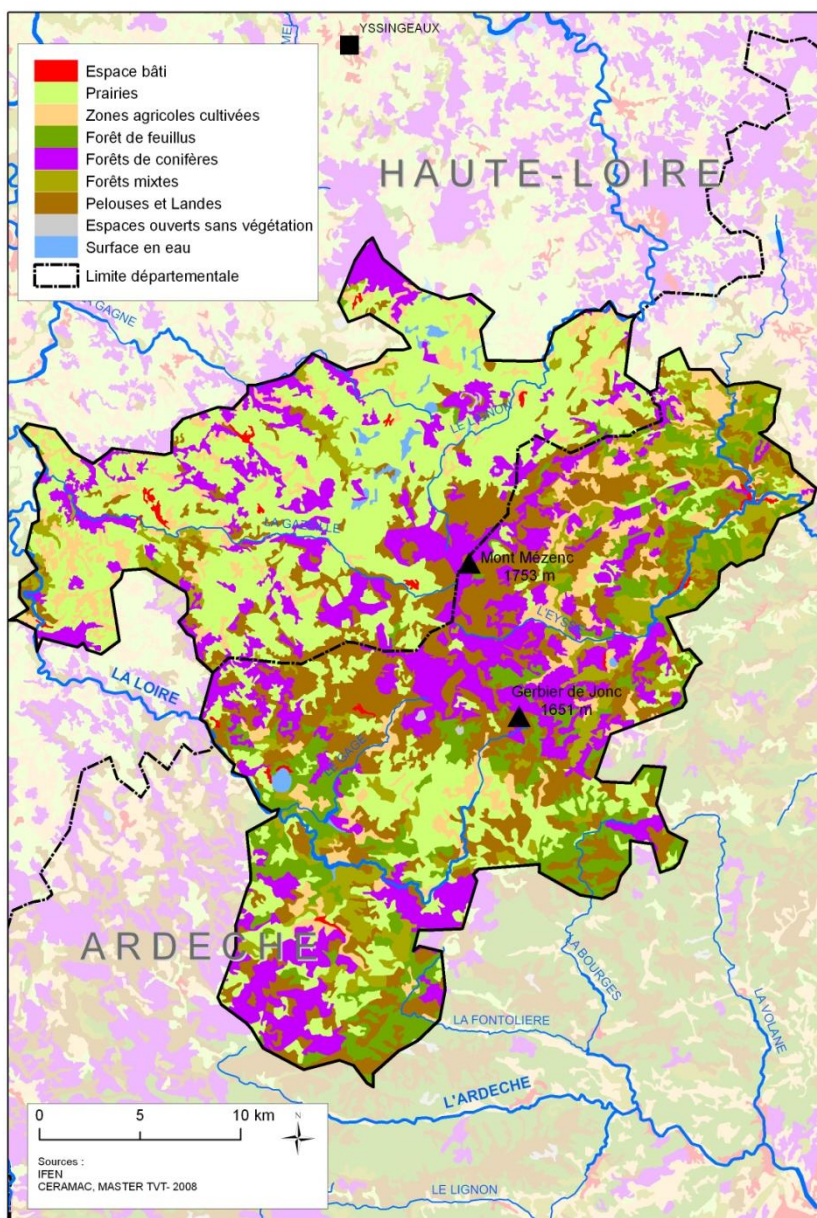 YSSINGEAUX
Espace bâti
Prairies
Zones agricoles cultivées
Forêt de feuillus
Forêts de conifères
Forêts mixtes
Pelouses et Landes
Espaces ouverts sans végétation
Surface en eau
Limite départementale
HAUTE-LOIRE
LA GAGNE
LE LIGNON
LA GAZEILLE
Mont Mézenc
1753 m
L'EYSSE
LA LOIRE
Gerbier de Jonc
1651 m
LA GAGE
ARDECHE
LA BOURGES
LA VOLANE
LA FONTOLIERE
L'ARDECHE
0 5 10 km
N
Sources :
IFEN
CERAMAC, MASTER TVT- 2008
LE LIGNON